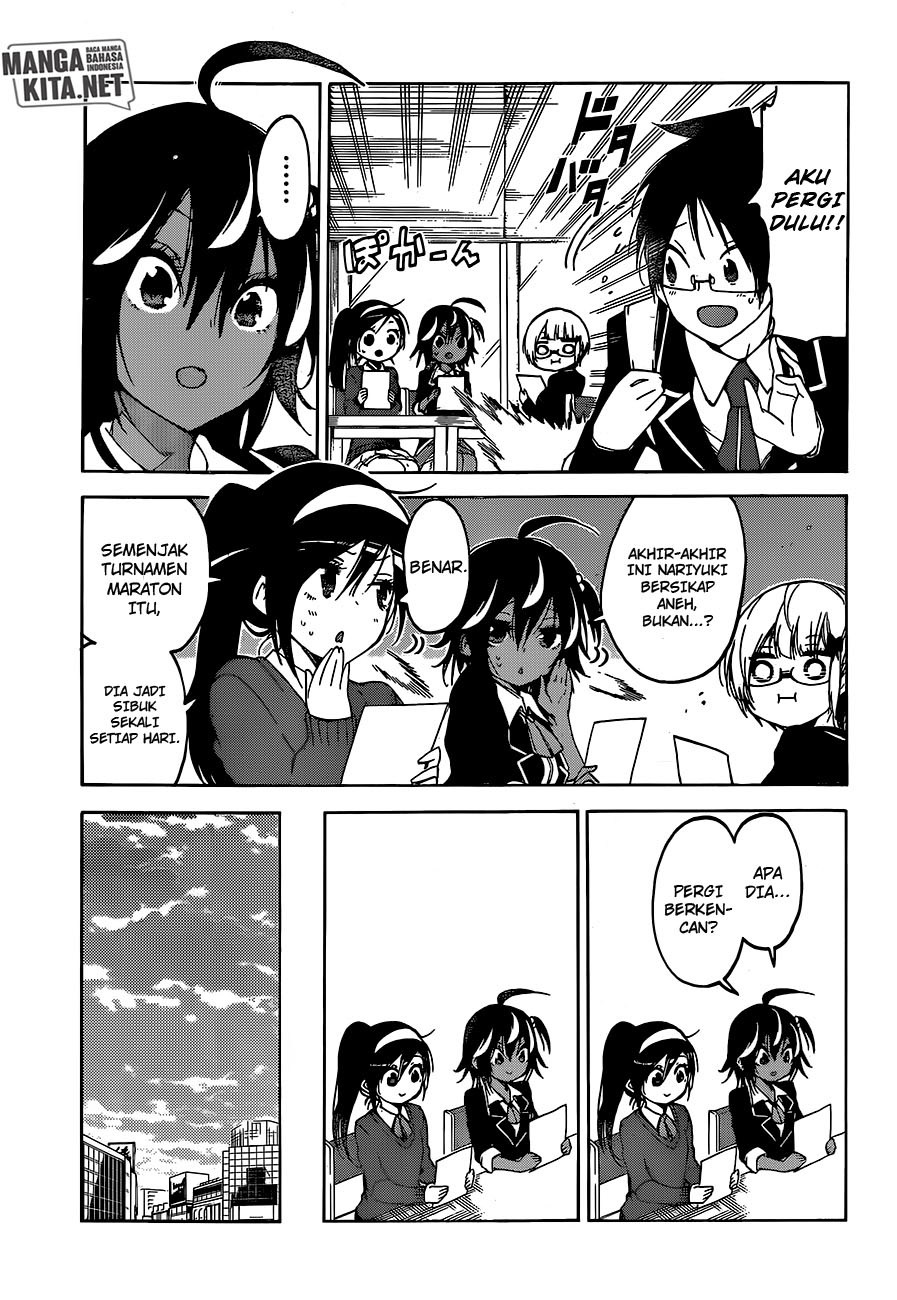 MANGA
KITA.NET
BACA MANGA
BAHASA
INDONESIA
AKU
PERGI
DULU!!
ドタ
バタ
ぽかーん
......
AKHIR-AKHIR
INI NARIYUKI
BERSIKAP
ANEH,
BUKAN...?
BENAR.
SEMENJAK
TURNAMEN
MARATON
ITU,
DIA JADI
SIBUK
SEKALI
SETIAP HARI.
APA
DIA...
PERGI
BERKEN-
CAN?